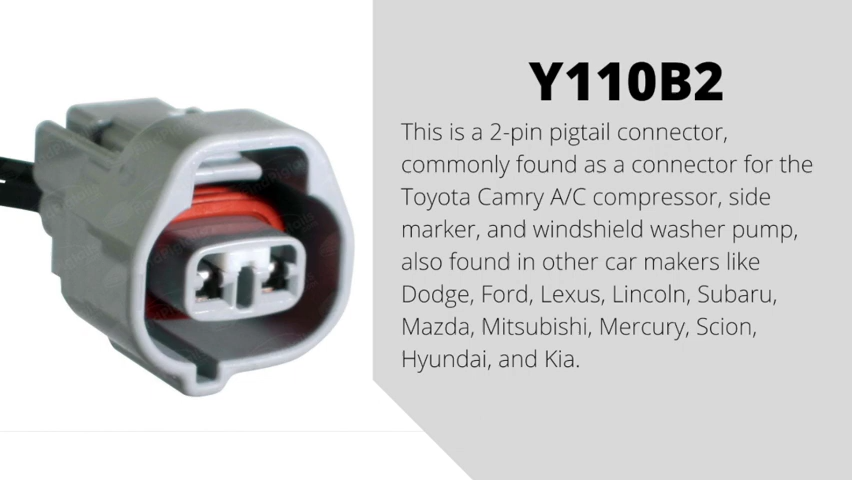 Y110B2
This is a 2-pin pigtail connector,
commonly found as a connector for the
Toyota Camry A/C compressor, side
marker, and windshield washer pump,
also found in other car makers like
Dodge, Ford, Lexus, Lincoln, Subaru,
Mazda, Mitsubishi, Mercury, Scion,
Hyundai, and Kia.